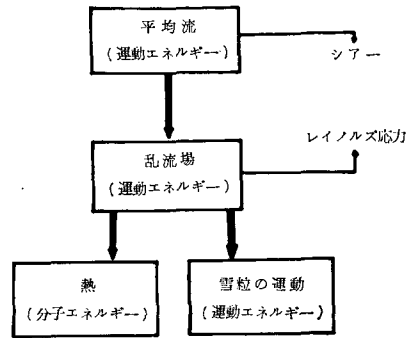 平均流
(運動エネルギー)
シアー
乱流場
(運動エネルギー)
レイノルズ応力
熱
(分子エネルギー)
雪粒の運動
(運動エネルギー)